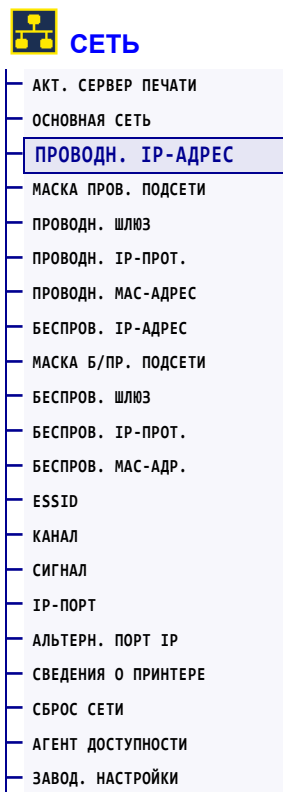 СЕТЬ
АКТ. СЕРВЕР ПЕЧАТИ
ОСНОВНАЯ СЕТЬ
ПРОВОДН. IP-АДРЕС
МАСКА ПРОВ. ПОДСЕТИ
ПРОВОДН. ШЛЮЗ
ПРОВОДН. IP-ПРОТ.
ПРОВОДН. MAC-АДРЕС
БЕСПРОВ. IP-АДРЕС
МАСКА Б/ПР. ПОДСЕТИ
БЕСПРОВ. ШЛЮЗ
БЕСПРОВ. IP-ПРОТ.
БЕСПРОВ. MAC-АДР.
ESSID
КАНАЛ
СИГНАЛ
IP-ПОРТ
АЛЬТЕРН. ПОРТ IP
СВЕДЕНИЯ О ПРИНТЕРЕ
СБРОС СЕТИ
АГЕНТ ДОСТУПНОСТИ
ЗАВОД. НАСТРОЙКИ